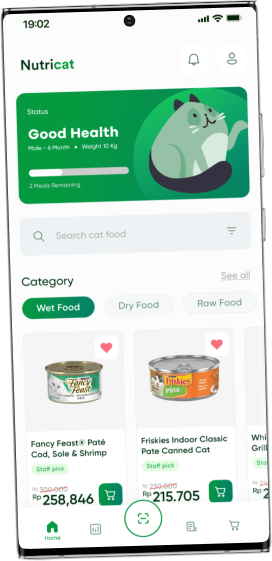 19:02
Nutricat
Status
Good Health
Male - 6 Month • Weight 10 Kg
2 Meals Remaining
Search cat food
Category
See all
Wet Food
Dry Food
Raw Food
Fancy Feast
Friskies
Pâté
Fancy Feast® Paté
Cod, Sole & Shrimp
Staff pick
Rp 300.000
Rp 258,846
Friskies Indoor Classic
Pate Canned Cat
Staff pick
Rp 230.000
Rp 215.705
Whi
Grill
Rp
Home